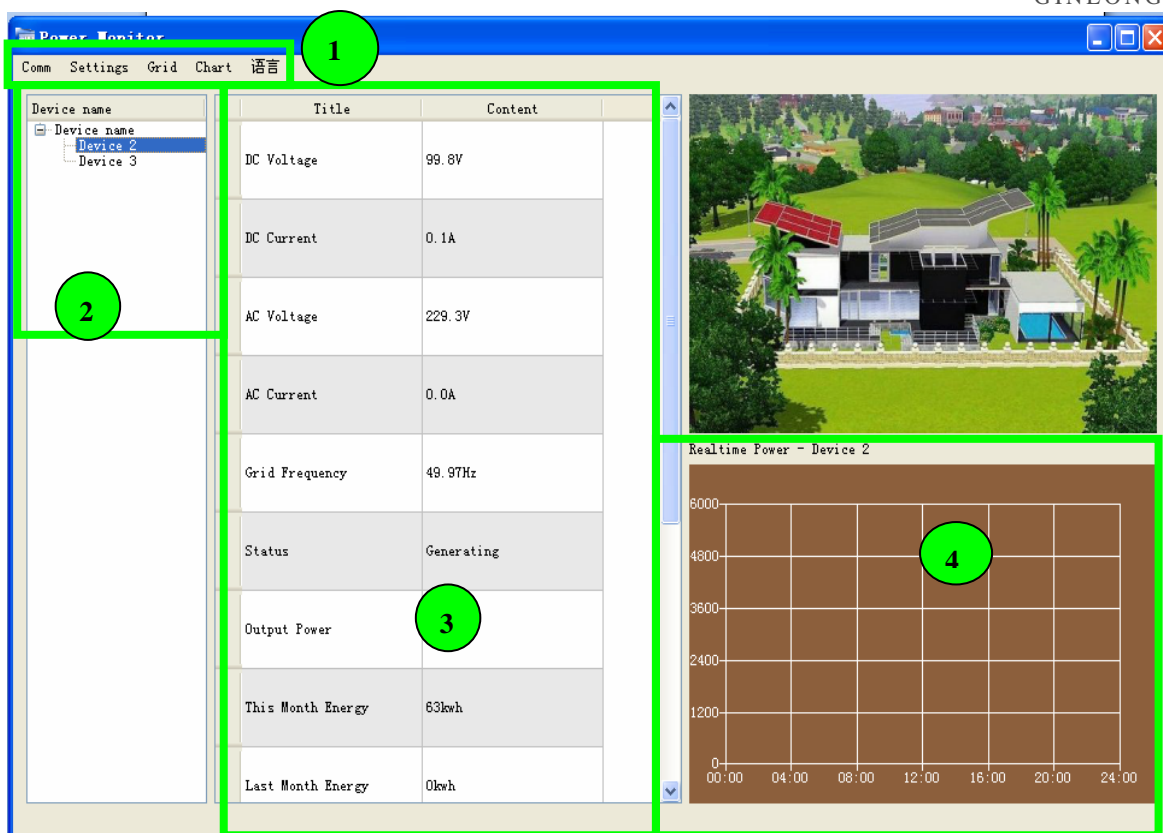 GINLONG
Power Monitor
Comm Settings Grid Chart 语言
1
Device name
Device name
Device 2
Device 3
2
Title Content
DC Voltage 99.8V
DC Current 0.1A
AC Voltage 229.3V
AC Current 0.0A
Grid Frequency 49.97Hz
Status Generating
Output Power
3
This Month Energy 63kwh
Last Month Energy 0kwh
Realtime Power - Device 2
6000
4800
4
3600
2400
1200
0
00:00 04:00 08:00 12:00 16:00 20:00 24:00